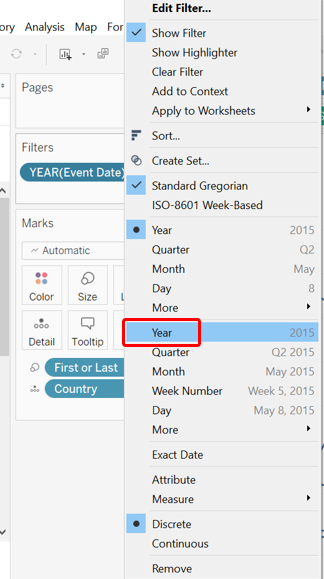 ory Analysis Map For
Pages
Filters
YEAR(Event Date)
Marks
Automatic
Color Size L
Detail Tooltip
First or Last
Country
Edit Filter...
Show Filter
Show Highlighter
Clear Filter
Add to Context
Apply to Worksheets
Sort...
Create Set...
Standard Gregorian
ISO-8601 Week-Based
Year 2015
Quarter Q2
Month May
Day 8
More
Year 2015
Quarter Q2 2015
Month May 2015
Week Number Week 5, 2015
Day May 8, 2015
More
Exact Date
Attribute
Measure
Discrete
Continuous
Remove